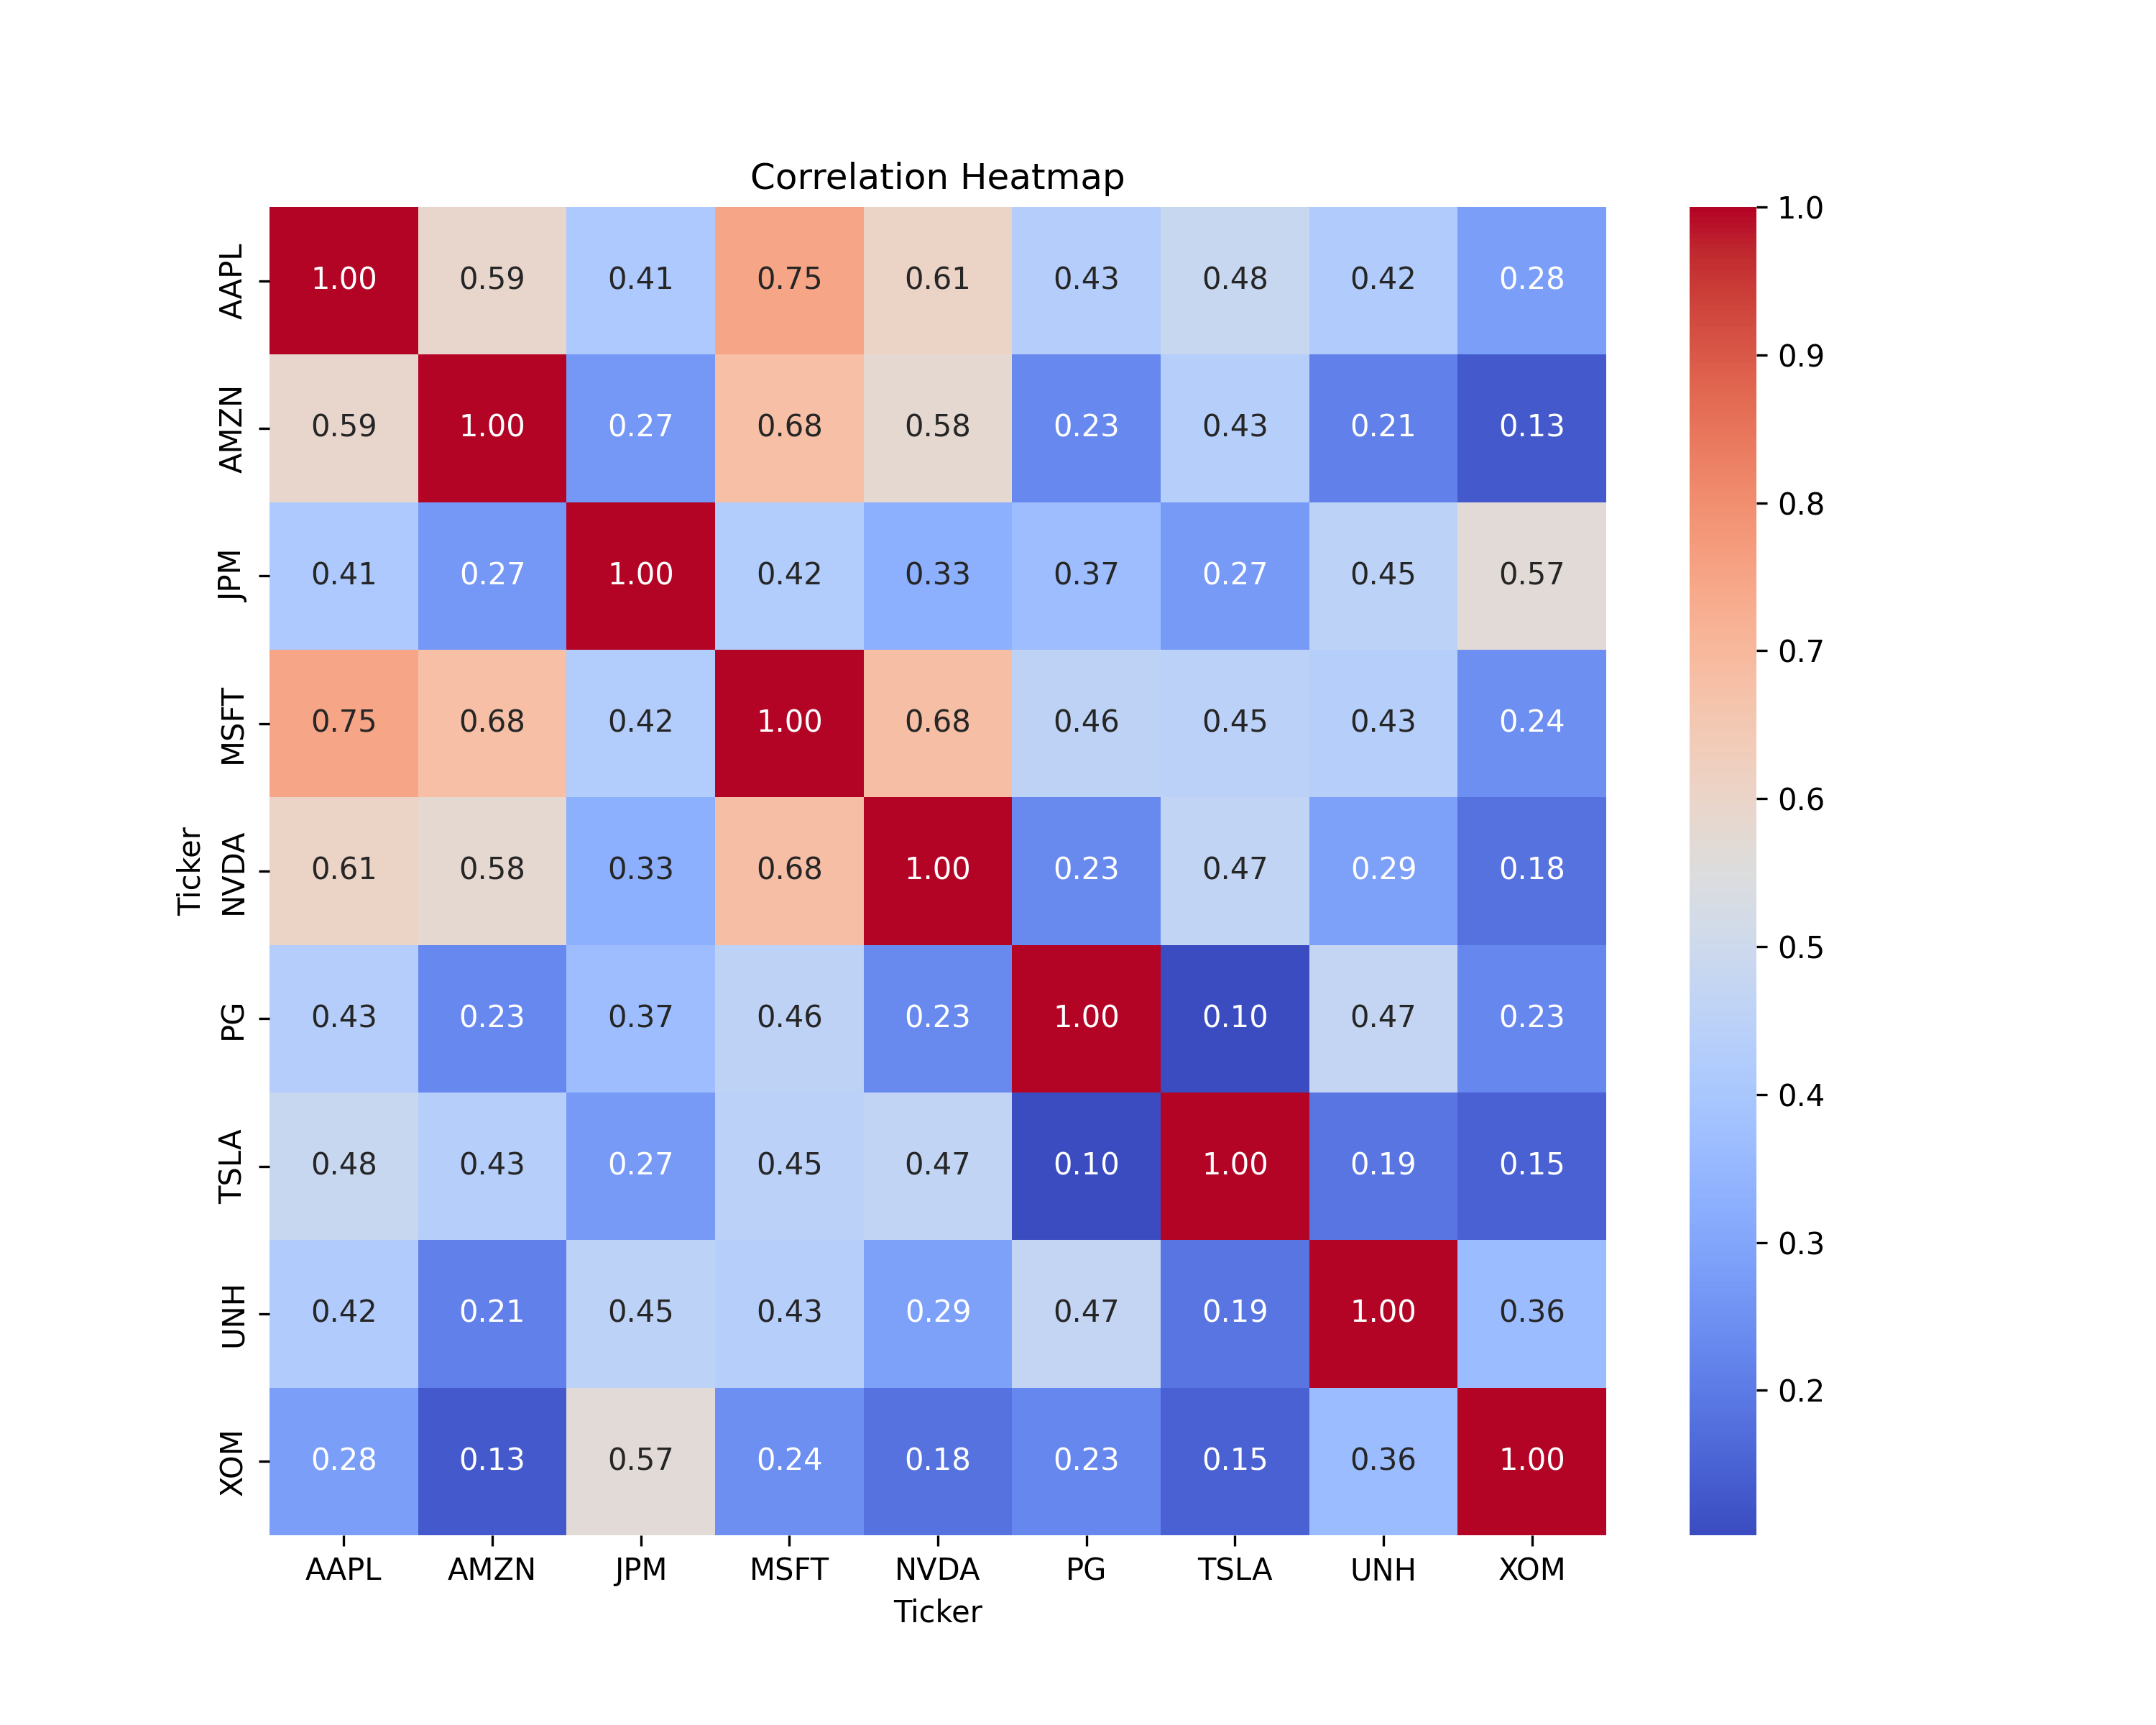 Correlation Heatmap
AAPL 1.00 0.59 0.41 0.75 0.61 0.43 0.48 0.42 0.28
AMZN 0.59 1.00 0.27 0.68 0.58 0.23 0.43 0.21 0.13
JPM 0.41 0.27 1.00 0.42 0.33 0.37 0.27 0.45 0.57
MSFT 0.75 0.68 0.42 1.00 0.68 0.46 0.45 0.43 0.24
Ticker
NVDA 0.61 0.58 0.33 0.68 1.00 0.23 0.47 0.29 0.18
PG 0.43 0.23 0.37 0.46 0.23 1.00 0.10 0.47 0.23
TSLA 0.48 0.43 0.27 0.45 0.47 0.10 1.00 0.19 0.15
UNH 0.42 0.21 0.45 0.43 0.29 0.47 0.19 1.00 0.36
XOM 0.28 0.13 0.57 0.24 0.18 0.23 0.15 0.36 1.00
AAPL AMZN JPM MSFT NVDA PG TSLA UNH XOM
Ticker
1.0
0.9
0.8
0.7
0.6
0.5
0.4
0.3
0.2